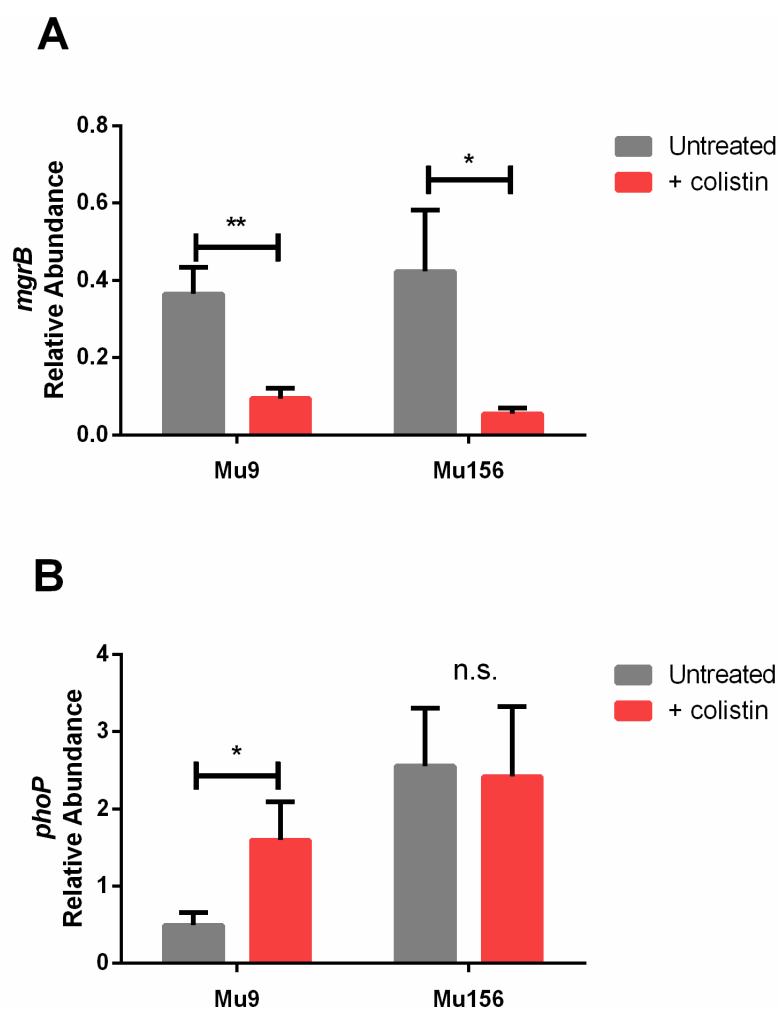 A
mgrB
Relative Abundance
0.8
0.6
0.4
0.2
0.0
**
*
Mu9
Mu156
Untreated
+ colistin
B
phoP
Relative Abundance
4
3
2
1
0
*
n.s.
Mu9
Mu156
Untreated
+ colistin